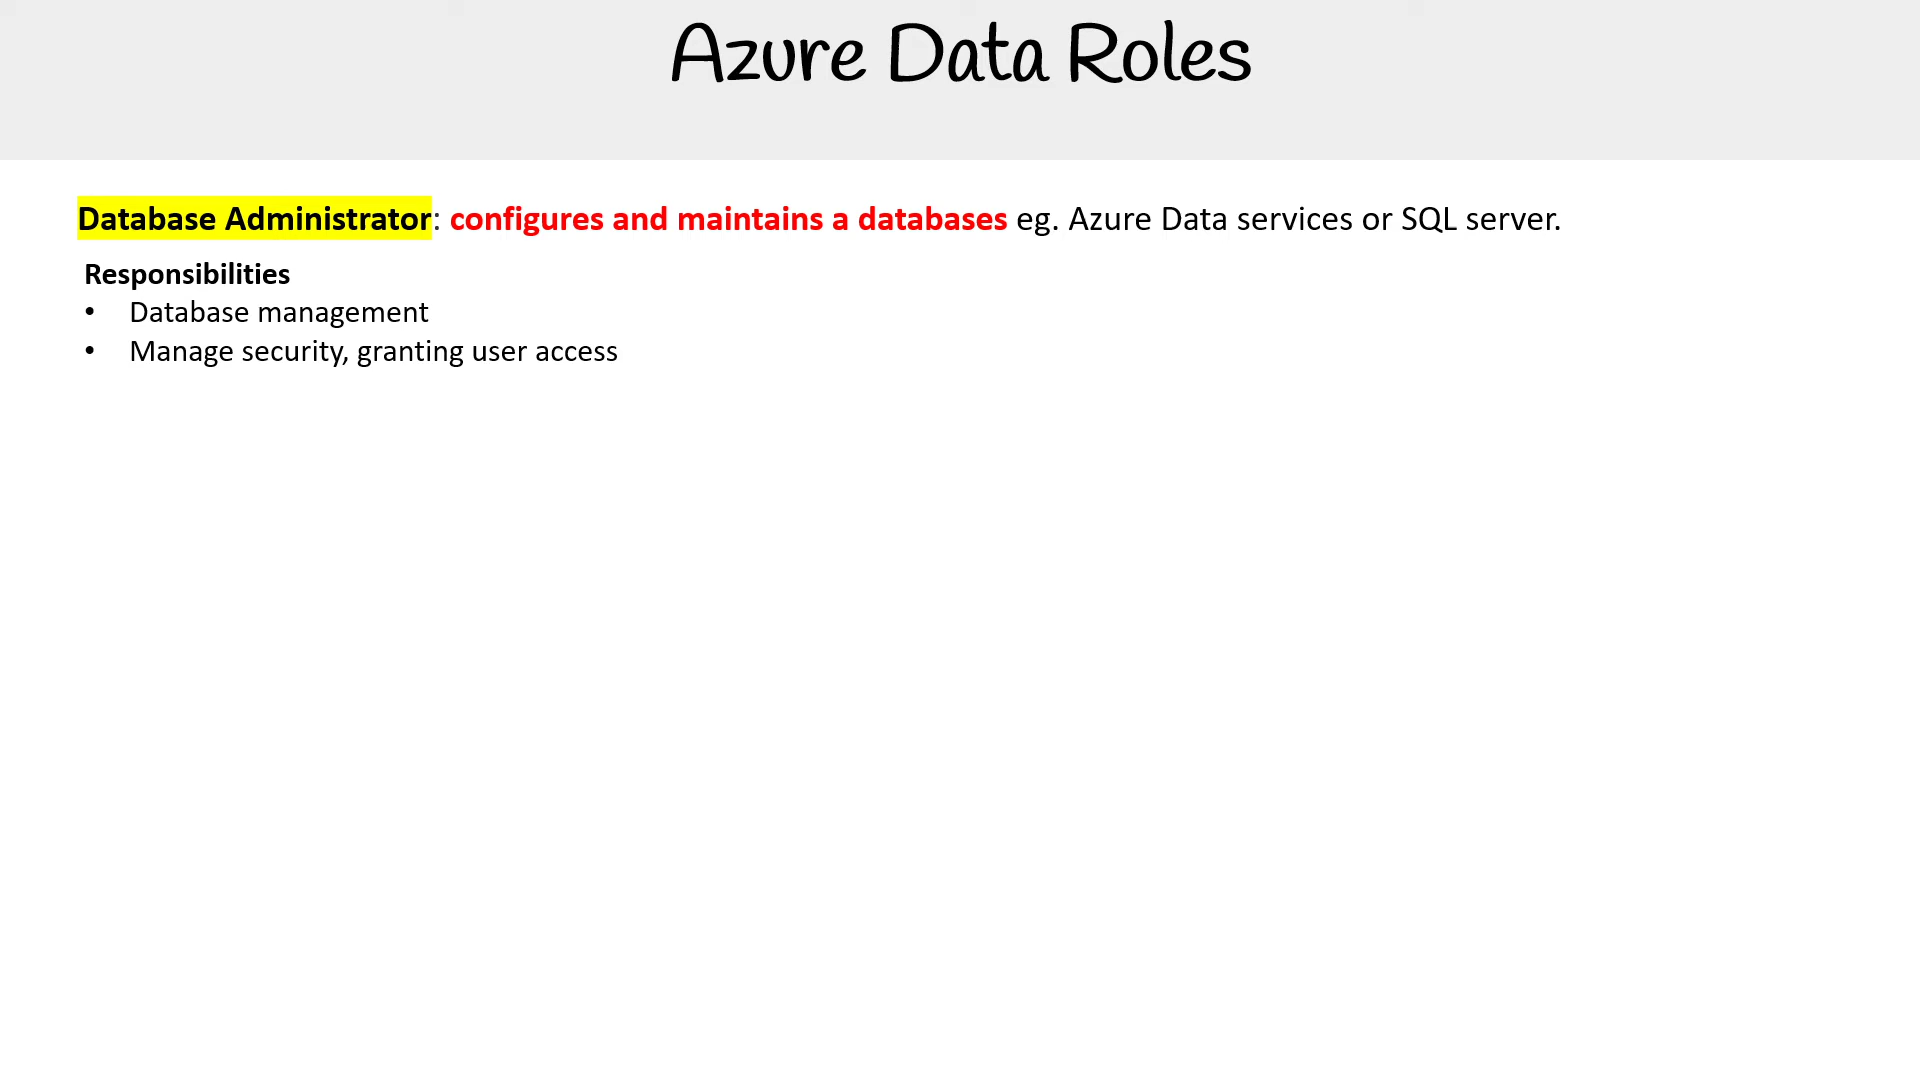 Azure Data Roles
Database Administrator: configures and maintains a databases eg. Azure Data services or SQL server.
Responsibilities
• Database management
• Manage security, granting user access